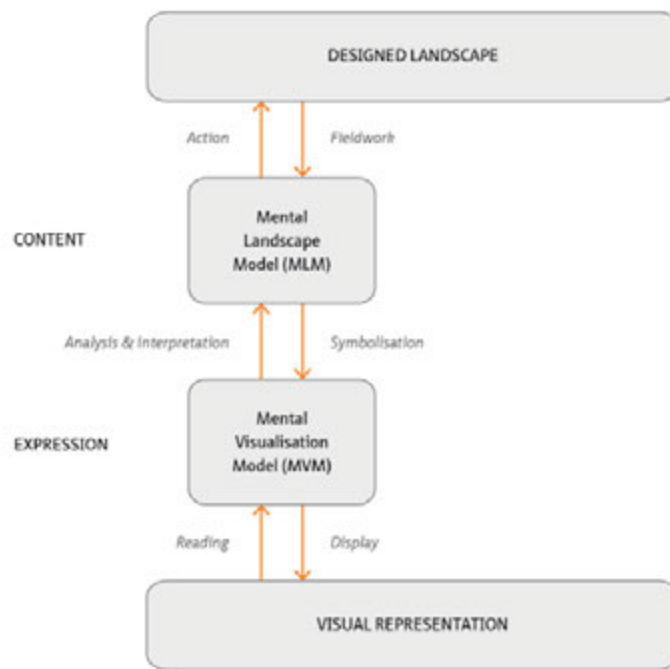 DESIGNED LANDSCAPE
Action
Fieldwork
CONTENT
Mental
Landscape
Model (MLM)
Analysis & Interpretation
Symbolisation
EXPRESSION
Mental
Visualisation
Model (MVM)
Reading
Display
VISUAL REPRESENTATION